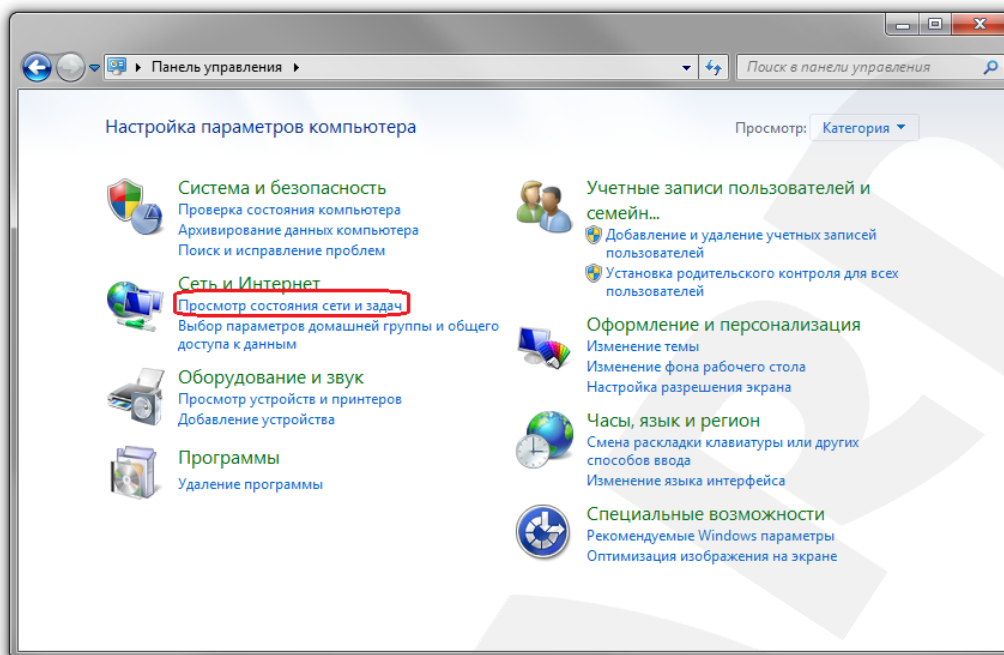 Панель управления
Поиск в панели управления
Настройка параметров компьютера
Просмотр: Категория
Система и безопасность
Проверка состояния компьютера
Архивирование данных компьютера
Поиск и исправление проблем
Сеть и Интернет
Просмотр состояния сети и задач
Выбор параметров домашней группы и общего
доступа к данным
Оборудование и звук
Просмотр устройств и принтеров
Добавление устройства
Программы
Удаление программы
Учетные записи пользователей и
семейн...
Добавление и удаление учетных записей
пользователей
Установка родительского контроля для всех
пользователей
Оформление и персонализация
Изменение темы
Изменение фона рабочего стола
Настройка разрешения экрана
Часы, язык и регион
Смена раскладки клавиатуры или других
способов ввода
Изменение языка интерфейса
Специальные возможности
Рекомендуемые Windows параметры
Оптимизация изображения на экране